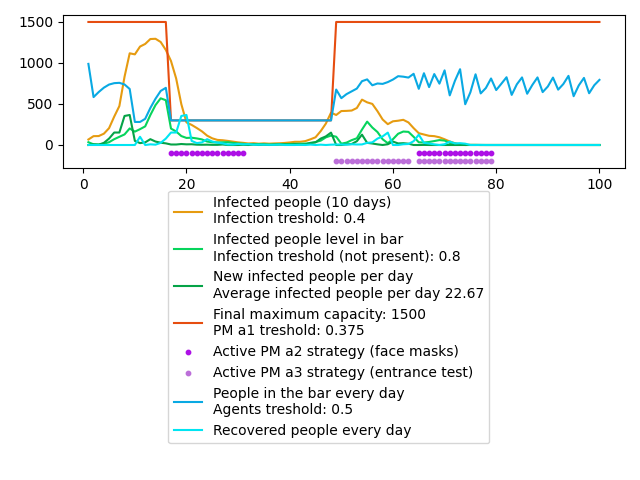 1500
1000
500
0
0 20 40 60 80 100
Infected people (10 days)
Infection treshold: 0.4
Infected people level in bar
Infection treshold (not present): 0.8
New infected people per day
Average infected people per day 22.67
Final maximum capacity: 1500
PM a1 treshold: 0.375
Active PM a2 strategy (face masks)
Active PM a3 strategy (entrance test)
People in the bar every day
Agents treshold: 0.5
Recovered people every day